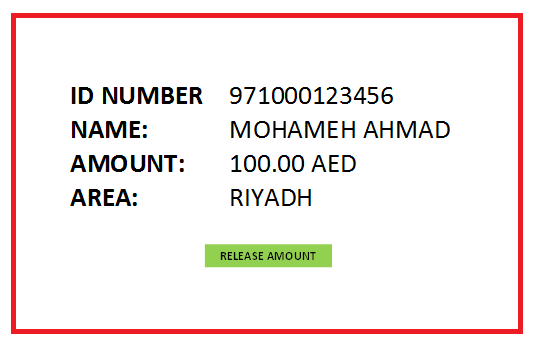 ID NUMBER 971000123456
NAME: MOHAMEH AHMAD
AMOUNT: 100.00 AED
AREA: RIYADH
RELEASE AMOUNT